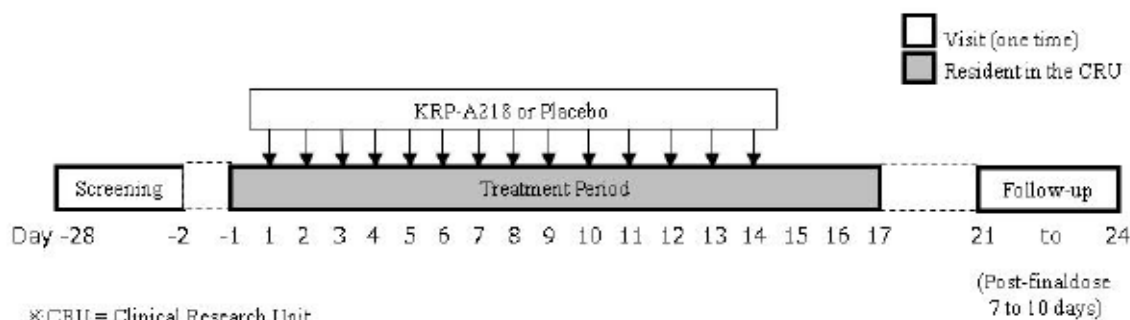 Visit (one time)
Resident in the CRU
KRP-A218 or Placebo
Screening
Treatment Period
Follow-up
Day -28 -2 -1 1 2 3 4 5 6 7 8 9 10 11 12 13 14 15 16 17 21 to 24
(Post-finaldose
7 to 10 days)
※CRU = Clinical Research Unit